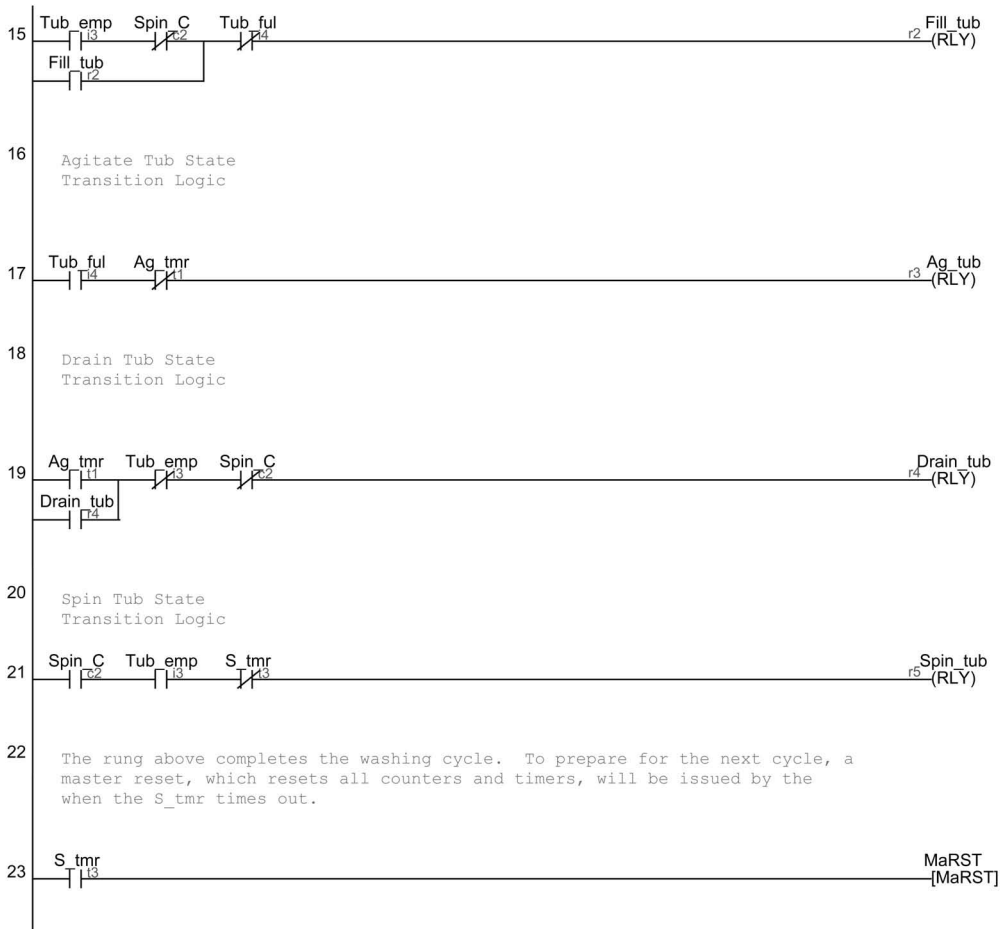 Tub_emp Spin_C Tub_ful Fill_tub
15 i3 c2 i4 r2 (RLY)
Fill_tub
r2
16
Agitate Tub State
Transition Logic
Tub_ful Ag_tmr Ag_tub
17 i4 t1 r3 (RLY)
18
Drain Tub State
Transition Logic
Ag_tmr Tub_emp Spin_C Drain_tub
19 t1 i3 c2 r4 (RLY)
Drain_tub
r4
20
Spin Tub State
Transition Logic
Spin_C Tub_emp S_tmr Spin_tub
21 c2 i3 t3 r5 (RLY)
22
The rung above completes the washing cycle. To prepare for the next cycle, a
master reset, which resets all counters and timers, will be issued by the
when the S_tmr times out.
S_tmr MaRST
23 t3 [MaRST]